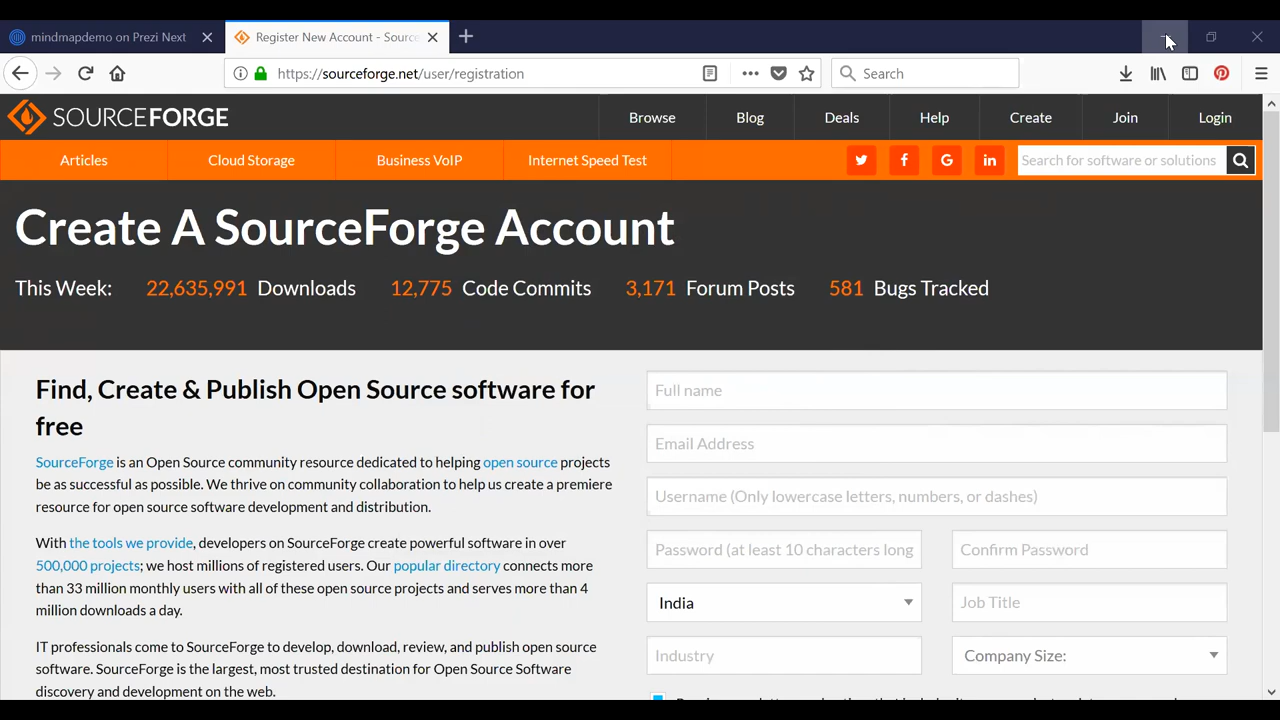 mindmapdemo on Prezi Next
Register New Account - Source
https://sourceforge.net/user/registration
Search
SOURCEFORGE
Browse Blog Deals Help Create Join Login
Articles Cloud Storage Business VoIP Internet Speed Test
Search for software or solutions
Create A SourceForge Account
This Week: 22,635,991 Downloads 12,775 Code Commits 3,171 Forum Posts 581 Bugs Tracked
Find, Create & Publish Open Source software for
free
SourceForge is an Open Source community resource dedicated to helping open source projects
be as successful as possible. We thrive on community collaboration to help us create a premiere
resource for open source software development and distribution.
With the tools we provide, developers on SourceForge create powerful software in over
500,000 projects; we host millions of registered users. Our popular directory connects more
than 33 million monthly users with all of these open source projects and serves more than 4
million downloads a day.
IT professionals come to SourceForge to develop, download, review, and publish open source
software. SourceForge is the largest, most trusted destination for Open Source Software
discovery and development on the web.
Full name
Email Address
Username (Only lowercase letters, numbers, or dashes)
Password (at least 10 characters long
Confirm Password
India
Job Title
Industry
Company Size: